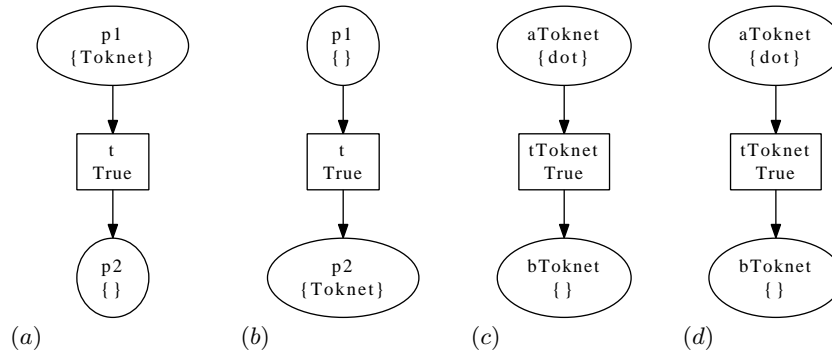 p1
{Toknet}
t
True
p2
{}
(a)
p1
{}
t
True
p2
{Toknet}
(b)
aToknet
{dot}
tToknet
True
bToknet
{}
(c)
aToknet
{dot}
tToknet
True
bToknet
{}
(d)